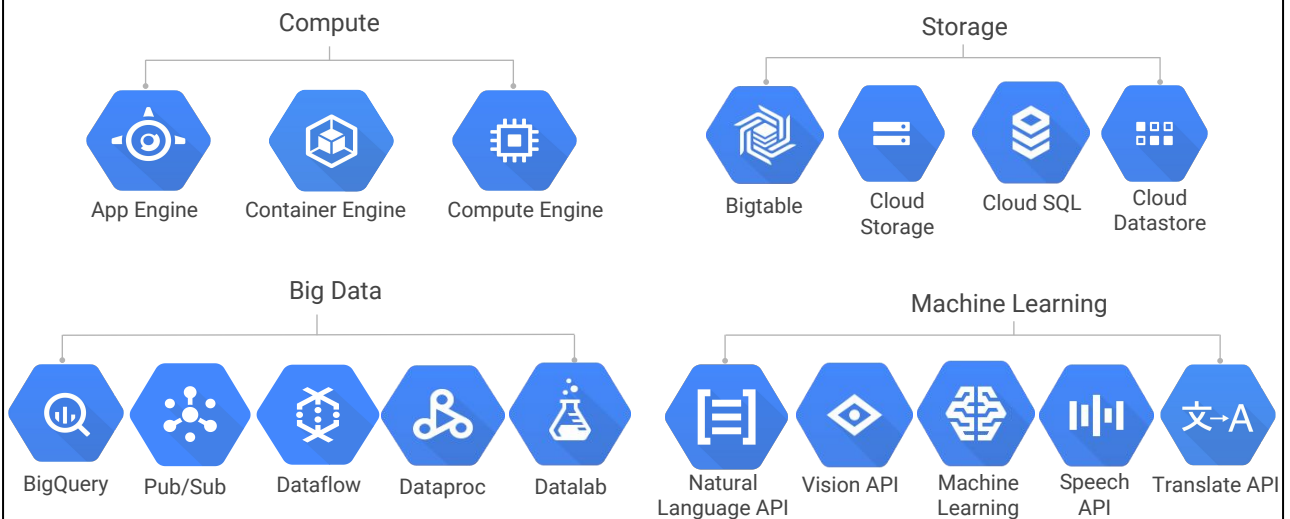 Compute
App Engine
Container Engine
Compute Engine
Storage
Bigtable
Cloud
Storage
Cloud SQL
Cloud
Datastore
Big Data
BigQuery
Pub/Sub
Dataflow
Dataproc
Datalab
Machine Learning
文→A
Natural
Language API
Vision API
Machine
Learning
Speech
API
Translate API